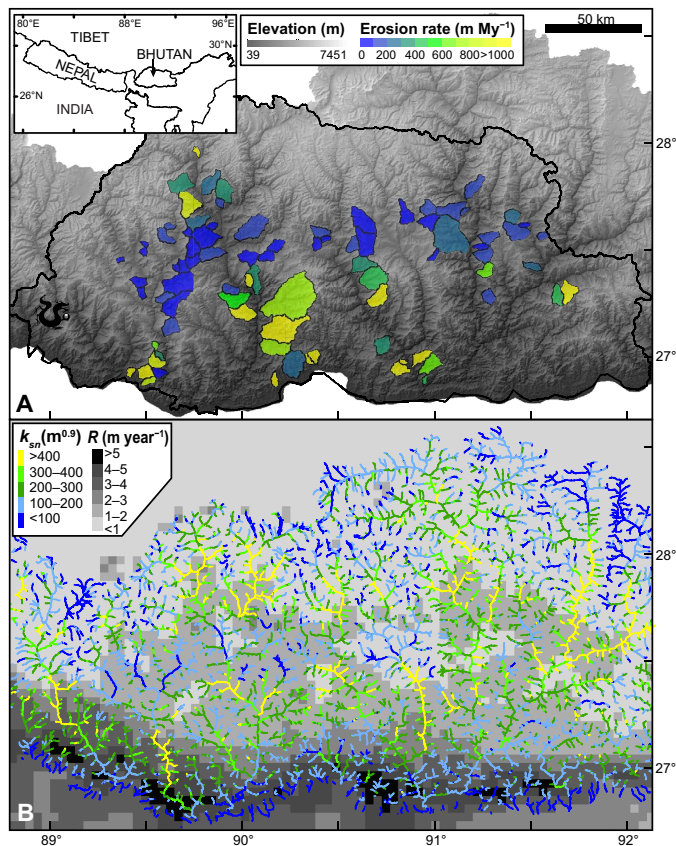 80°E 88°E 96°E
TIBET
30°N
BHUTAN
NEPAL
26°N
INDIA
Elevation (m)
39 7451
Erosion rate (m My⁻¹)
0 200 400 600 800 >1000
50 km
28°
27°
A
kₛₙ(m⁰·⁹)
>400
300–400
200–300
100–200
<100
R (m year⁻¹)
>5
4–5
3–4
2–3
1–2
<1
28°
27°
B
89° 90° 91° 92°